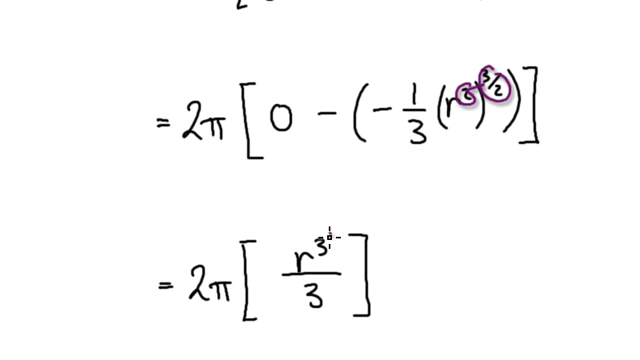 = 2π [ 0 - ( - 1/3 (r²)^3/2 ) ]
= 2π [ r³/3 ]